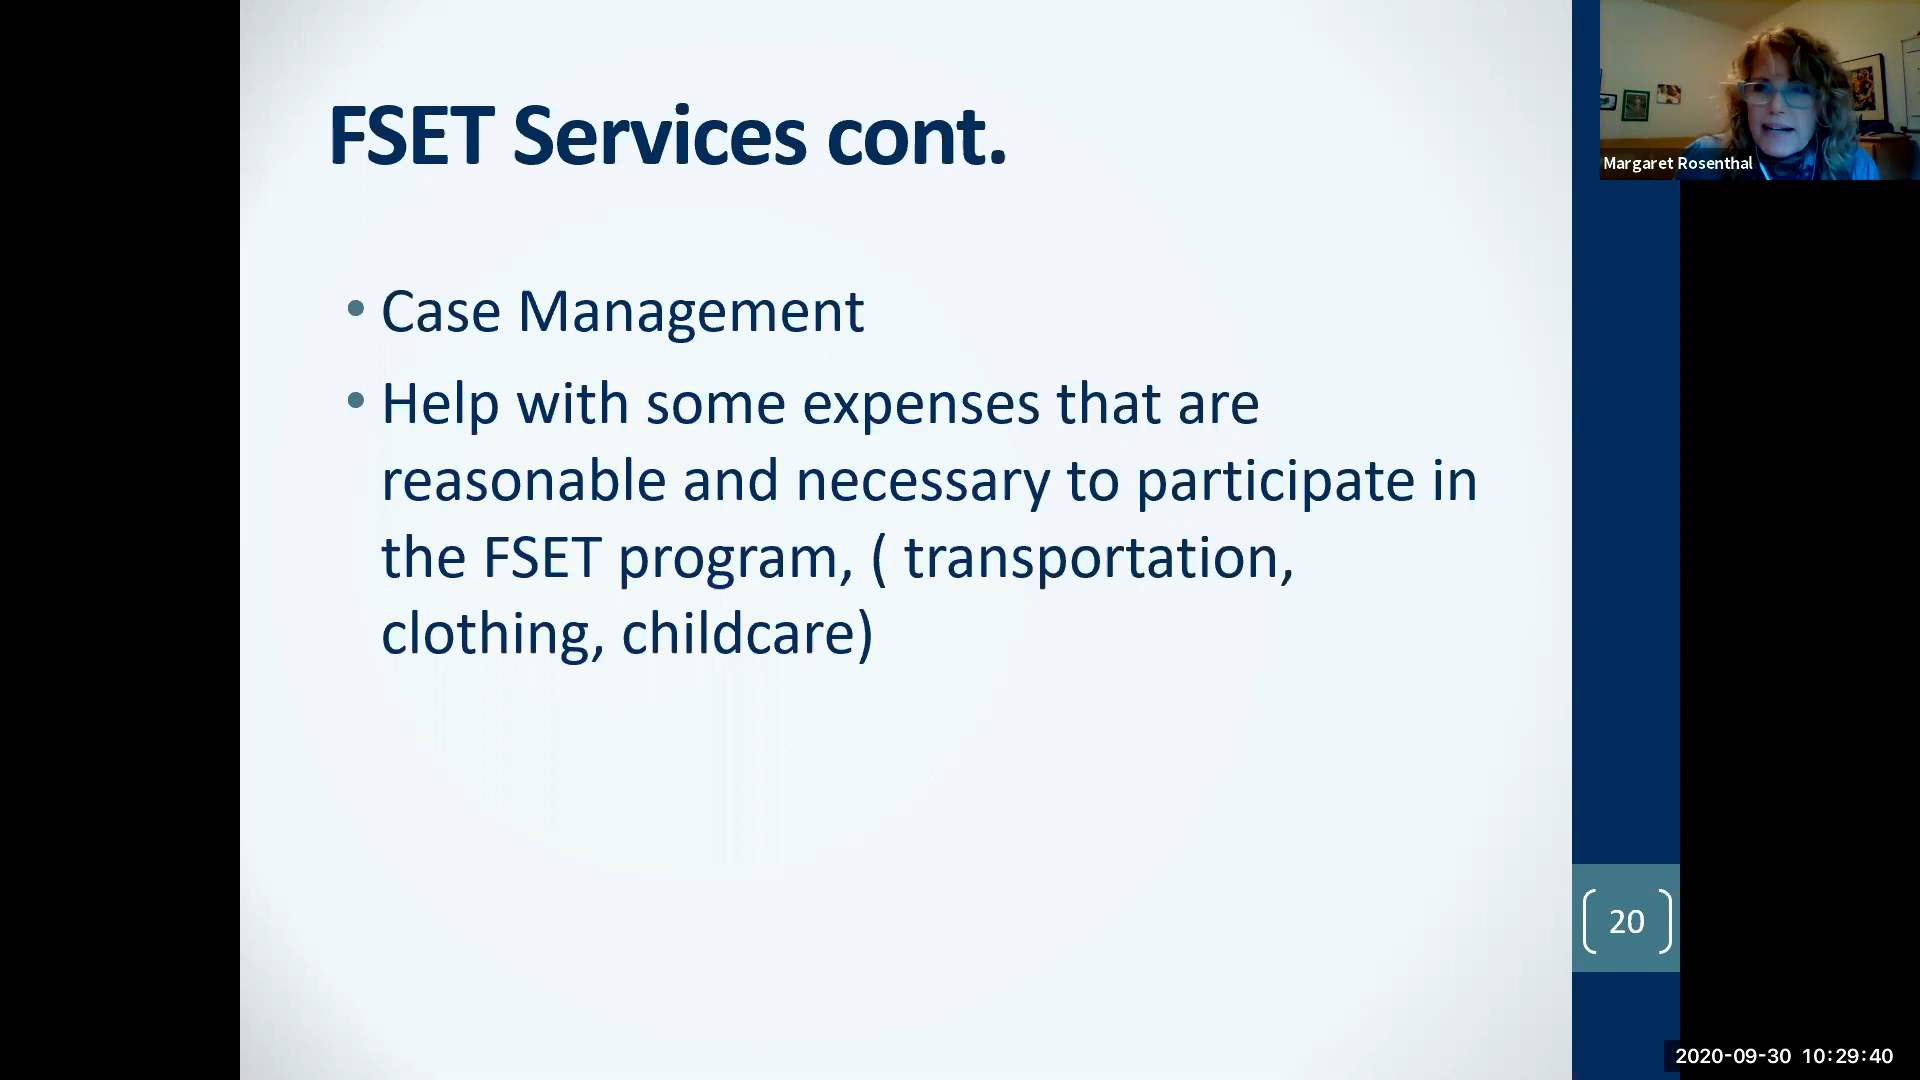 FSET Services cont.
Margaret Rosenthal
• Case Management
• Help with some expenses that are
reasonable and necessary to participate in
the FSET program, ( transportation,
clothing, childcare)
20
2020-09-30 10:29:40